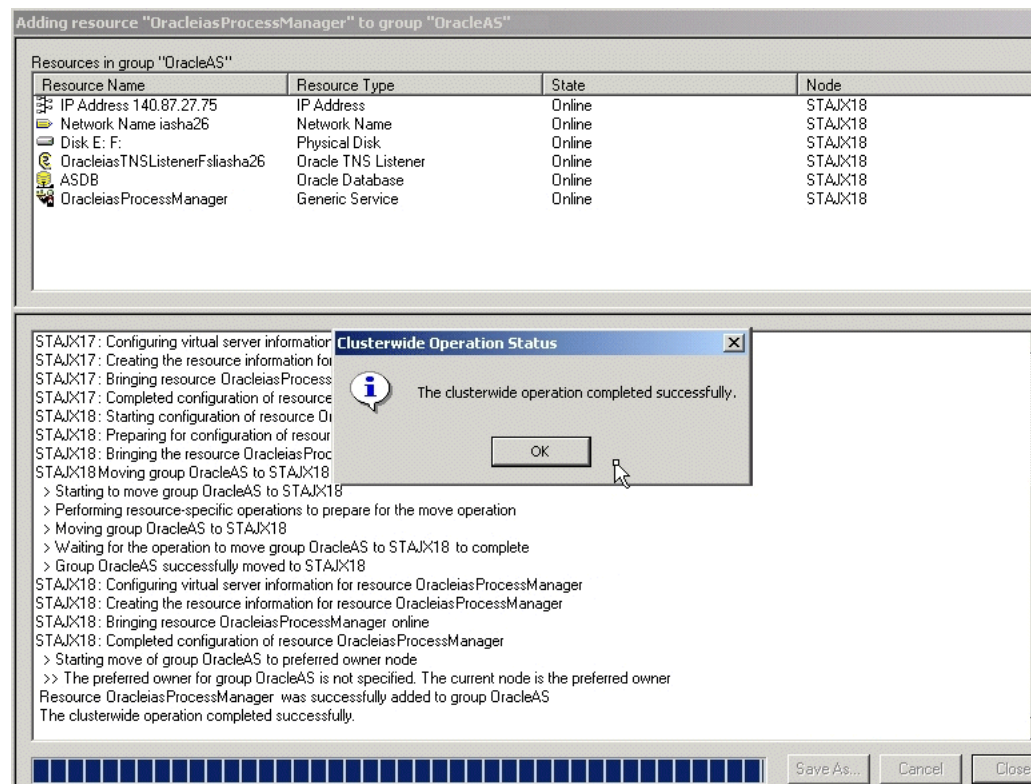 Adding resource "OracleiasProcessManager" to group "OracleAS"
Resources in group "OracleAS"
Resource Name Resource Type State Node
IP Address 140.87.27.75 IP Address Online STAJX18
Network Name iasha26 Network Name Online STAJX18
Disk E: F: Physical Disk Online STAJX18
OracleiasTNSListenerFsliasha26 Oracle TNS Listener Online STAJX18
ASDB Oracle Database Online STAJX18
OracleiasProcessManager Generic Service Online STAJX18
STAJX17: Configuring virtual server information
STAJX17: Creating the resource information for
STAJX17: Bringing resource OracleiasProcess
STAJX17: Completed configuration of resource
STAJX18: Starting configuration of resource
STAJX18: Preparing for configuration of
STAJX18: Bringing the resource OracleiasProc
STAJX18Moving group OracleAS to STAJX18
> Starting to move group OracleAS to STAJX18
> Performing resource-specific operations to prepare for the move operation
> Moving group OracleAS to STAJX18
> Waiting for the operation to move group OracleAS to STAJX18 to complete
> Group OracleAS successfully moved to STAJX18
STAJX18: Configuring virtual server information for resource OracleiasProcessManager
STAJX18: Creating the resource information for resource OracleiasProcessManager
STAJX18: Bringing resource OracleiasProcessManager online
STAJX18: Completed configuration of resource OracleiasProcessManager
> Starting move of group OracleAS to preferred owner node
>> The preferred owner for group OracleAS is not specified. The current node is the preferred owner
Resource OracleiasProcessManager was successfully added to group OracleAS
The clusterwide operation completed successfully.
Clusterwide Operation Status
The clusterwide operation completed successfully.
OK
Save As... Cancel Close